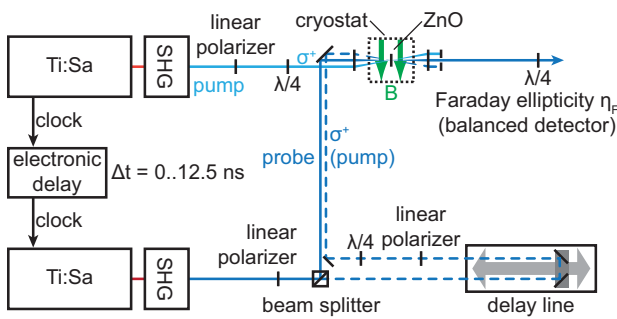 cryostat ZnO
linear
polarizer
Ti:Sa
SHG
σ⁺
pump
λ/4
B
λ/4
Faraday ellipticity η
(balanced detector)
clock
electronic
delay
Δt = 0..12.5 ns
probe
σ⁺
(pump)
clock
linear
polarizer
λ/4
linear
polarizer
Ti:Sa
SHG
beam splitter
delay line